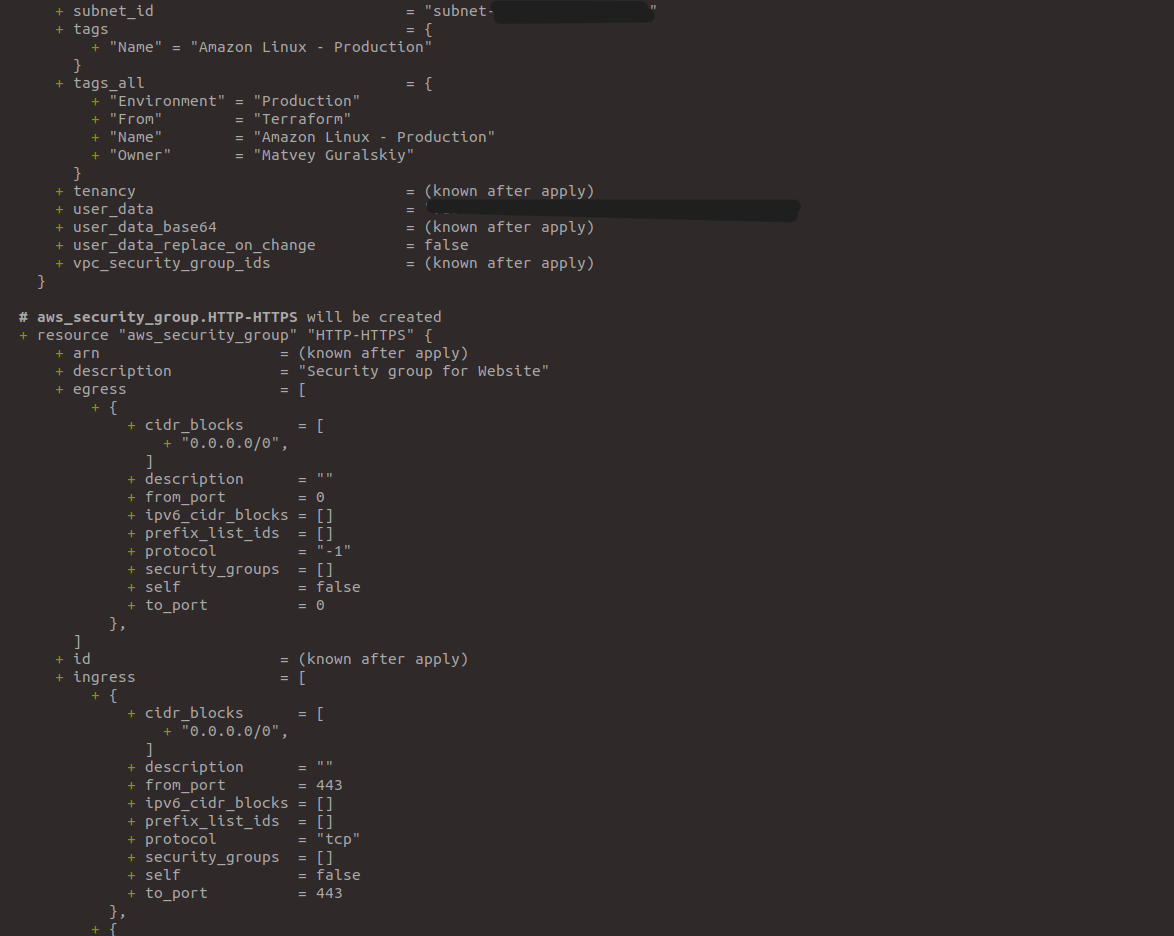 + subnet_id = "subnet- "
+ tags = {
+ "Name" = "Amazon Linux - Production"
}
+ tags_all = {
+ "Environment" = "Production"
+ "From" = "Terraform"
+ "Name" = "Amazon Linux - Production"
+ "Owner" = "Matvey Guralskiy"
}
+ tenancy = (known after apply)
+ user_data =
+ user_data_base64 = (known after apply)
+ user_data_replace_on_change = false
+ vpc_security_group_ids = (known after apply)
}
# aws_security_group.HTTP-HTTPS will be created
+ resource "aws_security_group" "HTTP-HTTPS" {
+ arn = (known after apply)
+ description = "Security group for Website"
+ egress = [
+ {
+ cidr_blocks = [
+ "0.0.0.0/0",
]
+ description = ""
+ from_port = 0
+ ipv6_cidr_blocks = []
+ prefix_list_ids = []
+ protocol = "-1"
+ security_groups = []
+ self = false
+ to_port = 0
},
]
+ id = (known after apply)
+ ingress = [
+ {
+ cidr_blocks = [
+ "0.0.0.0/0",
]
+ description = ""
+ from_port = 443
+ ipv6_cidr_blocks = []
+ prefix_list_ids = []
+ protocol = "tcp"
+ security_groups = []
+ self = false
+ to_port = 443
},
+ {